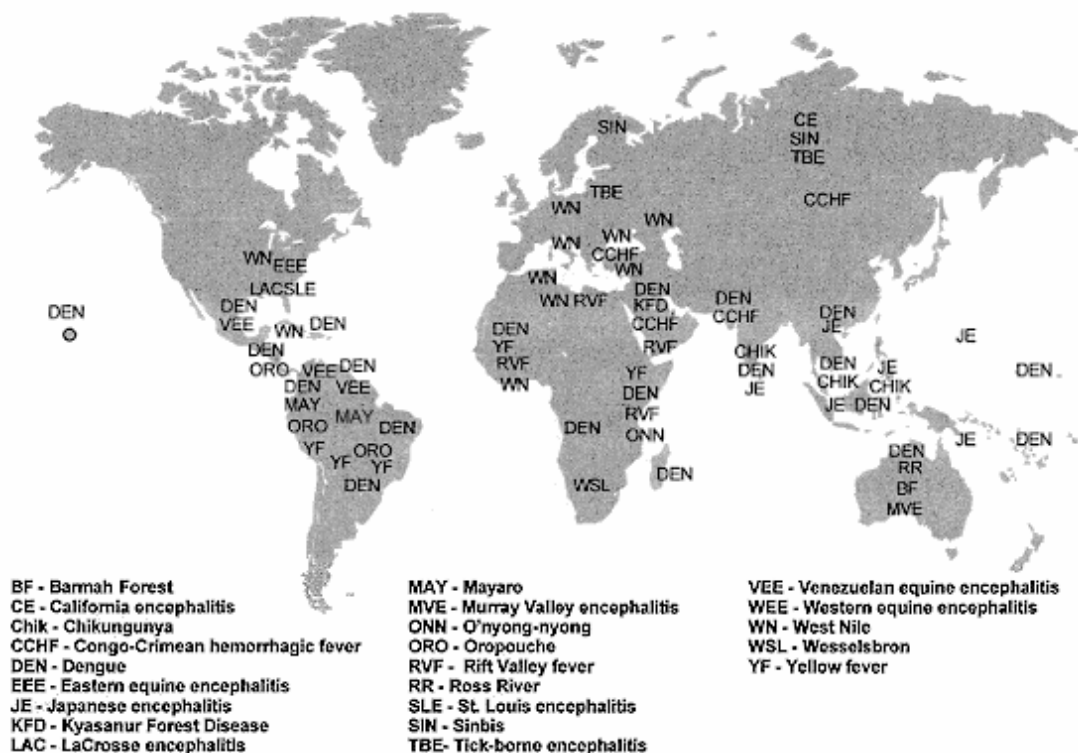 CE
SIN
SIN
TBE
TBE
CCHF
WN
WN
WN
WN
WN
EEE
CCHF
WN
LACSLE
WN
DEN
DEN
DEN
WN
RVF
KFD
DEN
CCHF
DEN
VEE
WN
DEN
DEN
YF
CCHF
DEN
JE
JE
DEN
RVF
RVF
CHIK
ORO
VEE
DEN
YF
DEN
DEN
JE
DEN
DEN
VEE
WN
DEN
JE
CHIK
CHIK
MAY
MAY
RVF
JE
DEN
ORO
DEN
DEN
ONN
JE
DEN
YF
ORO
DEN
YF
YF
DEN
RR
DEN
WSL
BF
MVE
BF - Barmah Forest
CE - California encephalitis
Chik - Chikungunya
CCHF - Congo-Crimean hemorrhagic fever
DEN - Dengue
EEE - Eastern equine encephalitis
JE - Japanese encephalitis
KFD - Kyasanur Forest Disease
LAC - LaCrosse encephalitis
MAY - Mayaro
MVE - Murray Valley encephalitis
ONN - O'nyong-nyong
ORO - Oropouche
RVF - Rift Valley fever
RR - Ross River
SLE - St. Louis encephalitis
SIN - Sinbis
TBE- Tick-borne encephalitis
VEE - Venezuelan equine encephalitis
WEE - Western equine encephalitis
WN - West Nile
WSL - Wesselsbron
YF - Yellow fever